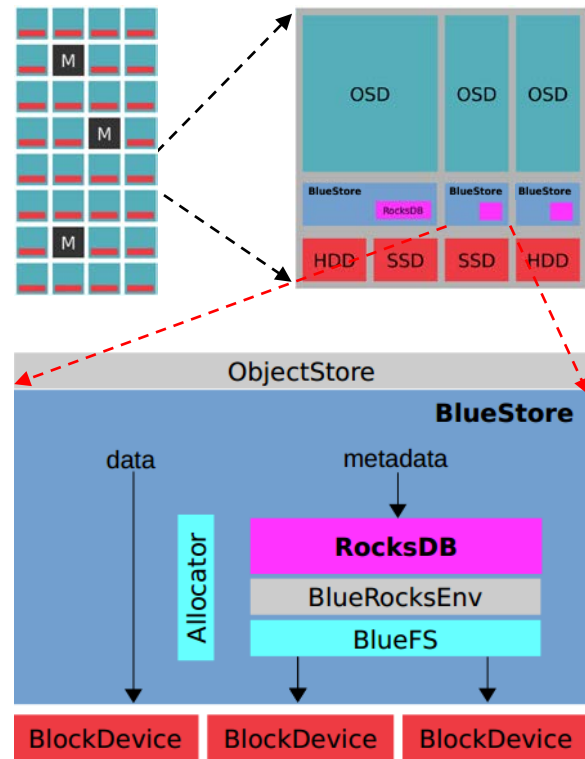 M
M
M
OSD OSD OSD
BlueStore BlueStore BlueStore
RocksDB
HDD SSD SSD HDD
ObjectStore
BlueStore
data metadata
Allocator
RocksDB
BlueRocksEnv
BlueFS
BlockDevice BlockDevice BlockDevice